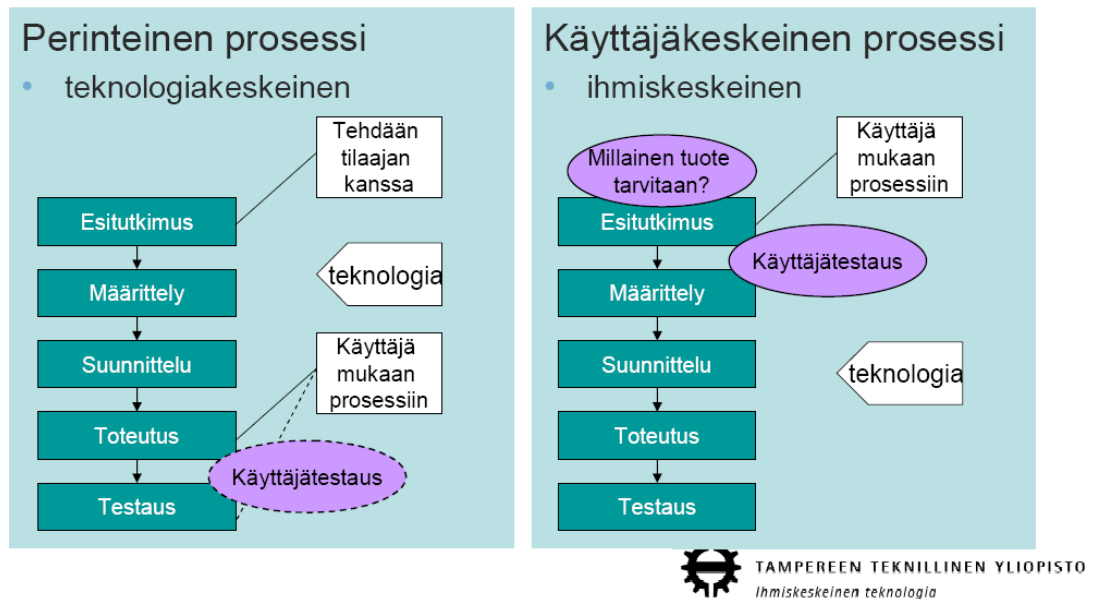 Perinteinen prosessi
• teknologiakeskeinen
Tehdään
tilaajan
kanssa
Esitutkimus
teknologia
Määrittely
Käyttäjä
mukaan
prosessiin
Suunnittelu
Toteutus
Käyttäjätestaus
Testaus
Käyttäjäkeskeinen prosessi
• ihmiskeskeinen
Käyttäjä
mukaan
prosessiin
Millainen tuote
tarvitaan?
Esitutkimus
Käyttäjätestaus
Määrittely
Suunnittelu
teknologia
Toteutus
Testaus
TAMPEREEN TEKNILLINEN YLIOPISTO
Ihmiskeskeinen teknologia